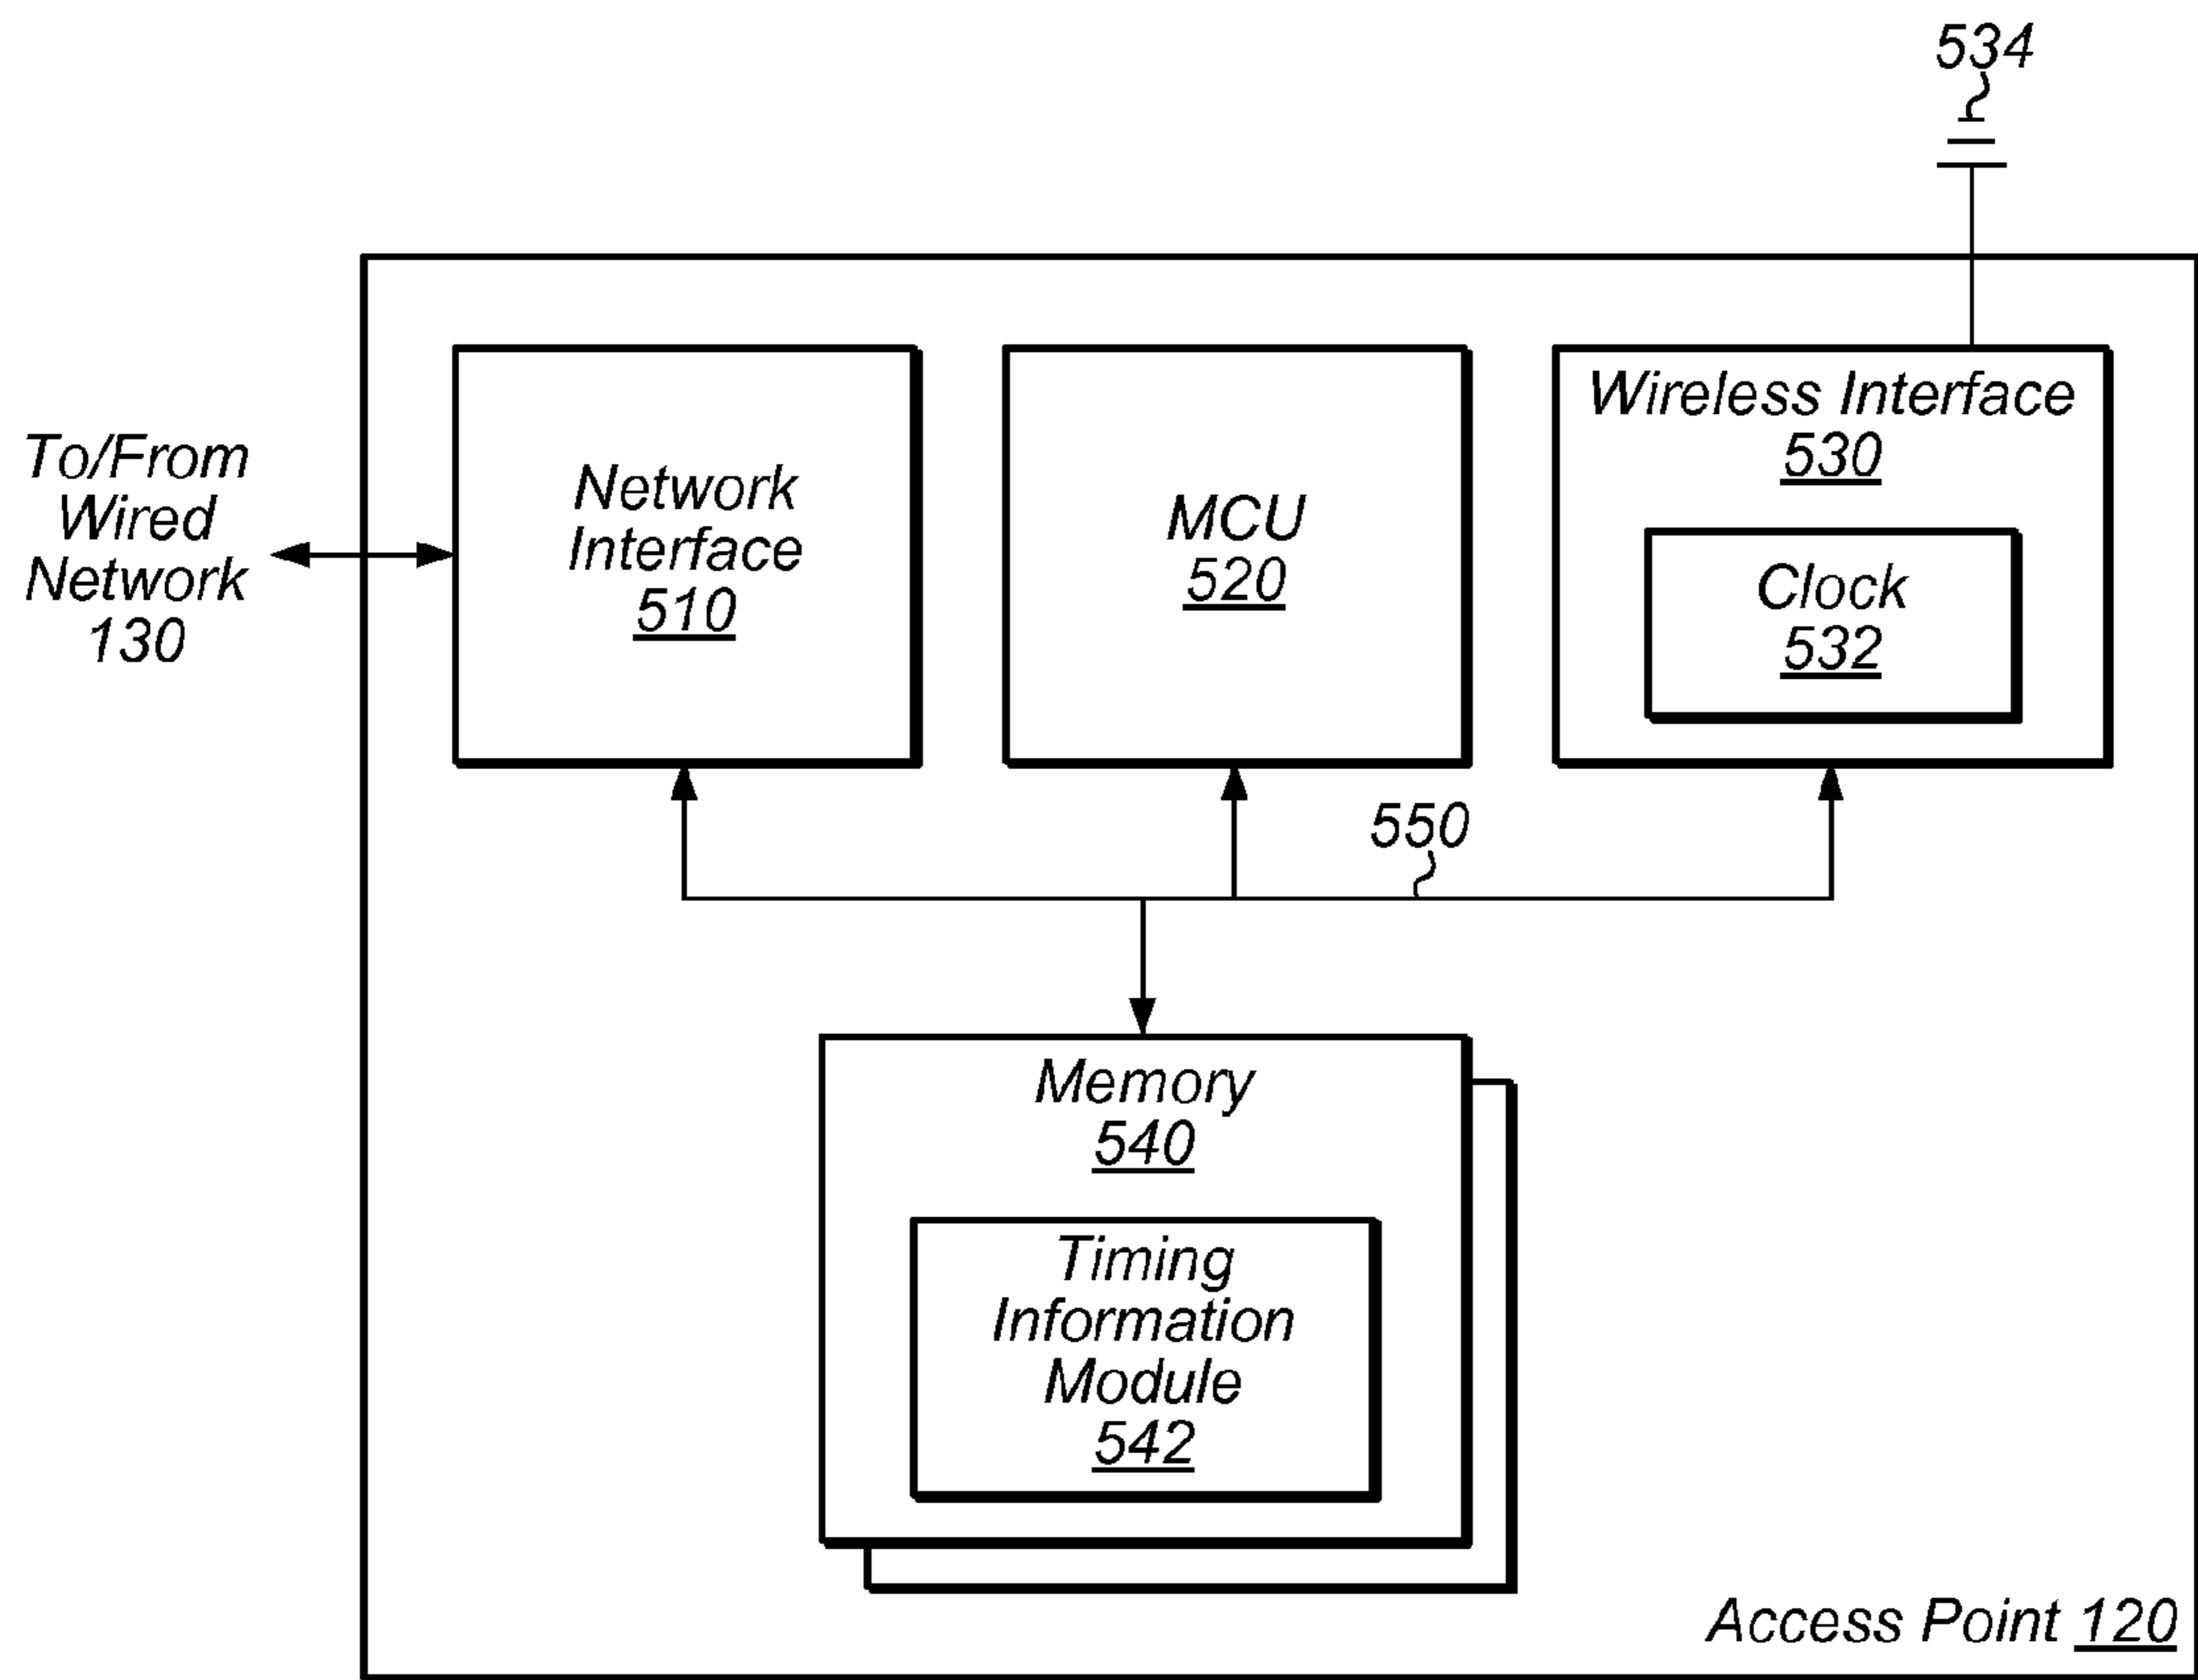 534
To/From
Wired
Network
130
Network
Interface
510
MCU
520
Wireless Interface
530
Clock
532
550
Memory
540
Timing
Information
Module
542
Access Point 120